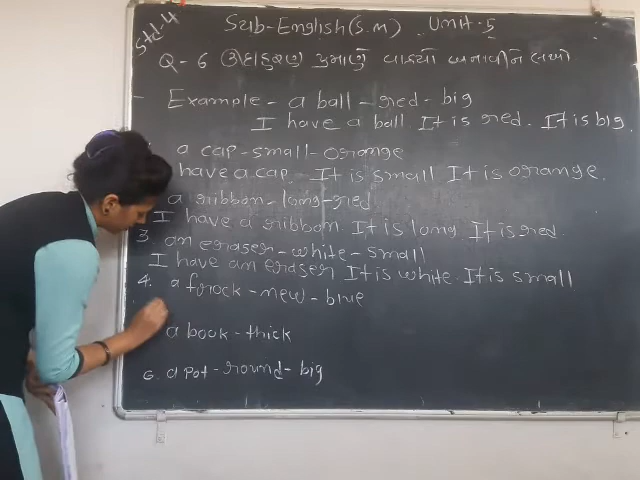 Std-4
Sub-English(S.M) Unit-5
Q-6 ઉદાહરણ પ્રમાણે વાક્યો બનાવીને લખો
Example - a ball - red - big
I have a ball. It is red. It is big.
a cap - small - orange
have a cap. It is small It is orange.
a ribbon - long - red
I have a ribbon. It is long. It is red.
3. an eraser - white - small
I have an eraser It is white. It is small
4. a frock - new - blue
a book - thick
6. a pot - round - big